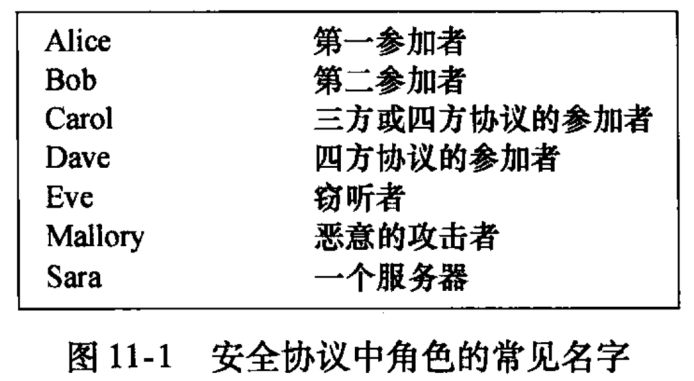 Alice 第一参加者
Bob 第二参加者
Carol 三方或四方协议的参加者
Dave 四方协议的参加者
Eve 窃听者
Mallory 恶意的攻击者
Sara 一个服务器
图 11-1 安全协议中角色的常见名字